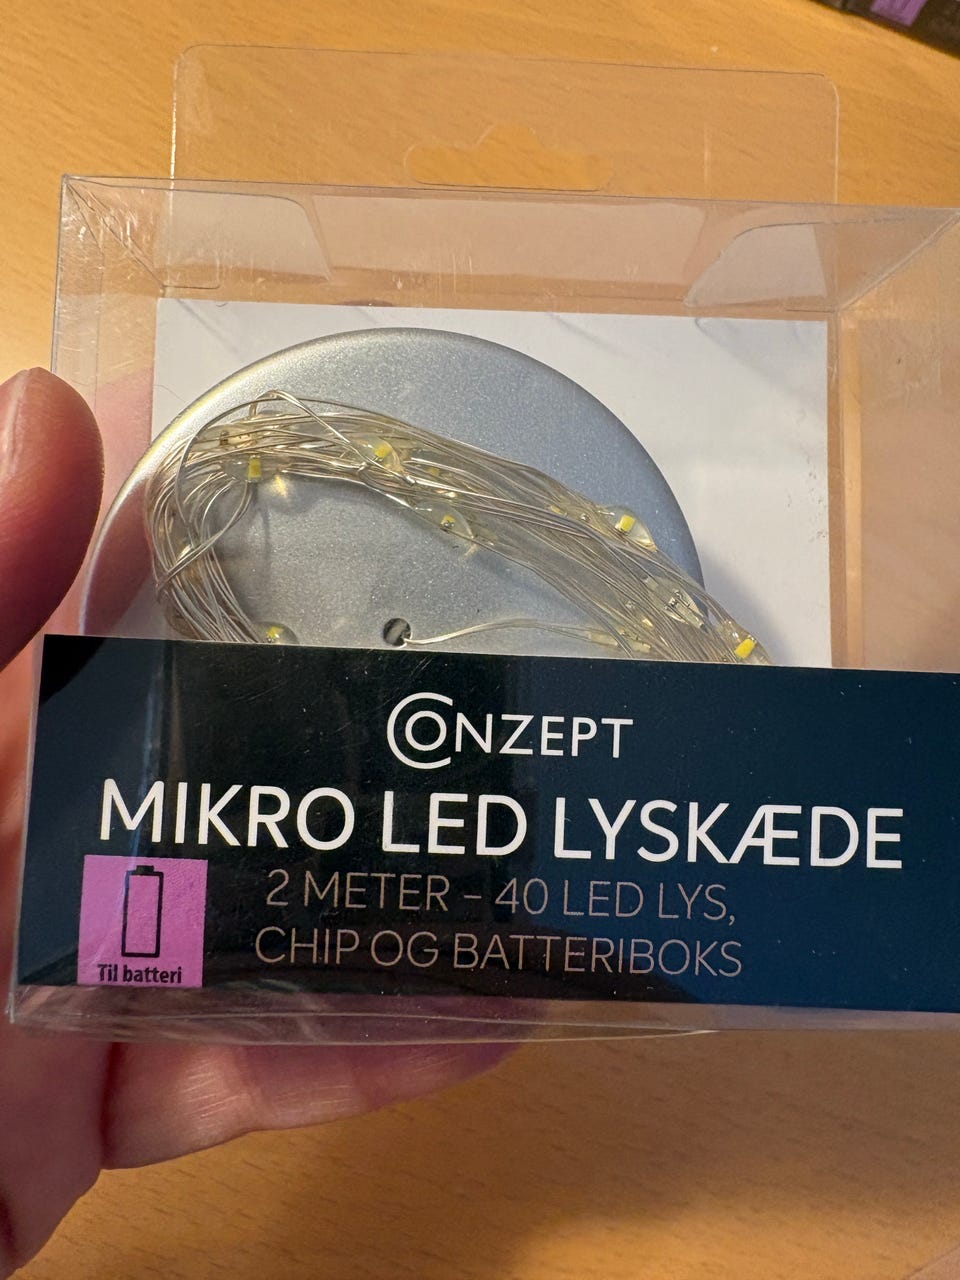 CONZEPT
MIKRO LED LYSKÆDE
2 METER – 40 LED LYS,
CHIP OG BATTERIBOKS
Til batteri